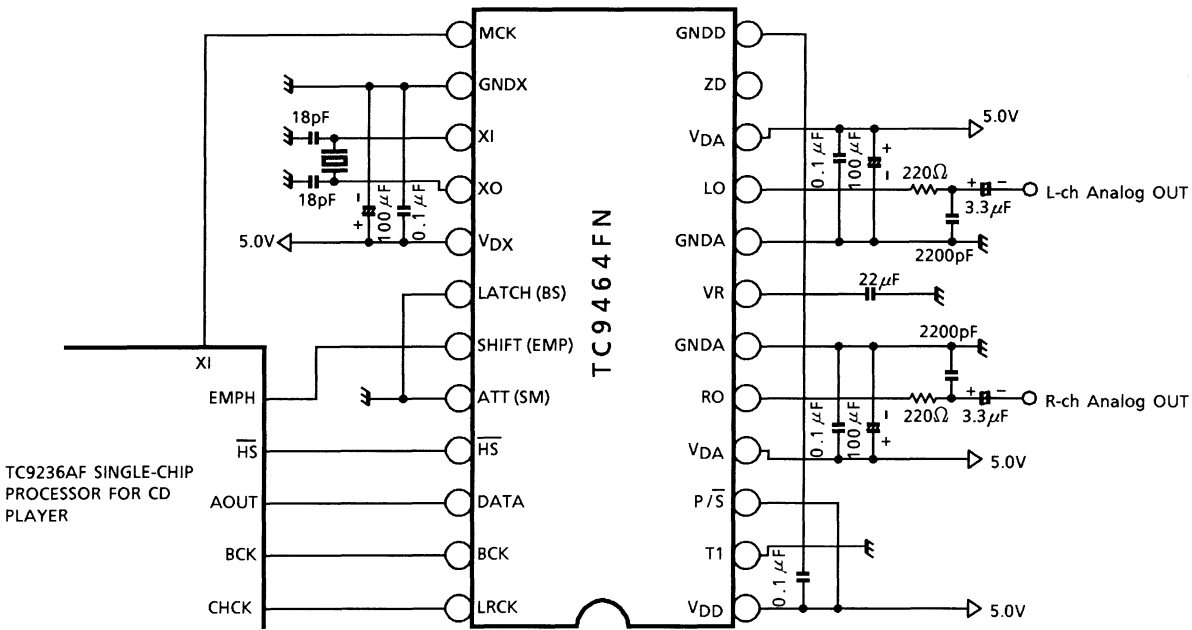 MCK
GNDX
18pF
XI
XO
18pF
100μF
0.1μF
- +
5.0V
VDX
LATCH (BS)
SHIFT (EMP)
ATT (SM)
HS
DATA
BCK
LRCK
TC9464FN
GNDD
ZD
VDA
5.0V
0.1μF
100μF
+ -
LO
220Ω
+ -
3.3μF
L-ch Analog OUT
GNDA
2200pF
VR
22μF
GNDA
2200pF
RO
220Ω
+ -
3.3μF
R-ch Analog OUT
0.1μF
100μF
- +
VDA
5.0V
P/S
T1
0.1μF
VDD
5.0V
XI
EMPH
HS
AOUT
BCK
CHCK
TC9236AF SINGLE-CHIP
PROCESSOR FOR CD
PLAYER